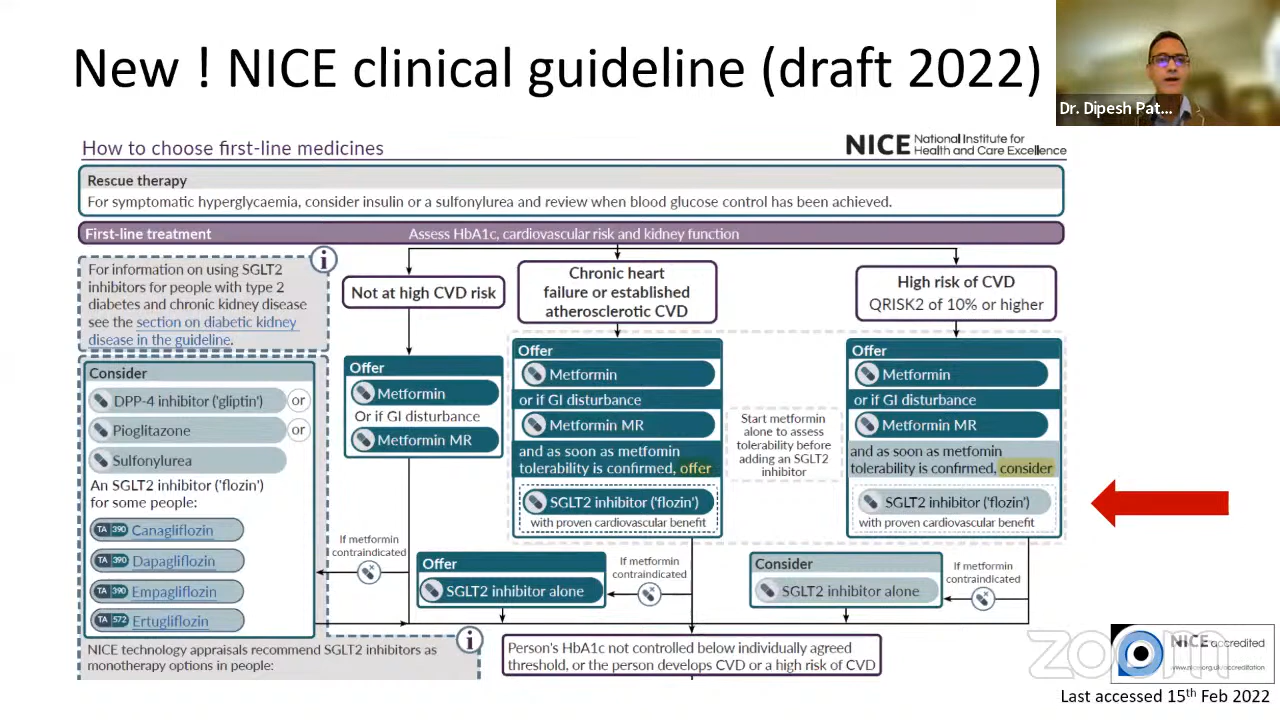 New ! NICE clinical guideline (draft 2022)
Dr. Dipesh Pat...
How to choose first-line medicines
NICE National Institute for
Health and Care Excellence
Rescue therapy
For symptomatic hyperglycaemia, consider insulin or a sulfonylurea and review when blood glucose control has been achieved.
First-line treatment
Assess HbA1c, cardiovascular risk and kidney function
For information on using SGLT2
inhibitors for people with type 2
diabetes and chronic kidney disease
see the section on diabetic kidney
disease in the guideline.
i
Consider
DPP-4 inhibitor ('gliptin')
or
Pioglitazone
or
Sulfonylurea
An SGLT2 inhibitor ('flozin')
for some people:
TA 390 Canagliflozin
TA 390 Dapagliflozin
TA 390 Empagliflozin
TA 572 Ertugliflozin
NICE technology appraisals recommend SGLT2 inhibitors as
monotherapy options in people:
i
Not at high CVD risk
Offer
Metformin
Or if GI disturbance
Metformin MR
If metformin
contraindicated
Chronic heart
failure or established
atherosclerotic CVD
Offer
Metformin
or if GI disturbance
Metformin MR
and as soon as metfomin
tolerability is confirmed, offer
SGLT2 inhibitor ('flozin')
with proven cardiovascular benefit
Offer
SGLT2 inhibitor alone
If metformin
contraindicated
Start metformin
alone to assess
tolerability before
adding an SGLT2
inhibitor
High risk of CVD
QRISK2 of 10% or higher
Offer
Metformin
or if GI disturbance
Metformin MR
and as soon as metfomin
tolerability is confirmed, consider
SGLT2 inhibitor ('flozin')
with proven cardiovascular benefit
Consider
SGLT2 inhibitor alone
If metformin
contraindicated
Person's HbA1c not controlled below individually agreed
threshold, or the person develops CVD or a high risk of CVD
zoom
NICE accredited
www.nice.org.uk/accreditation
Last accessed 15th Feb 2022